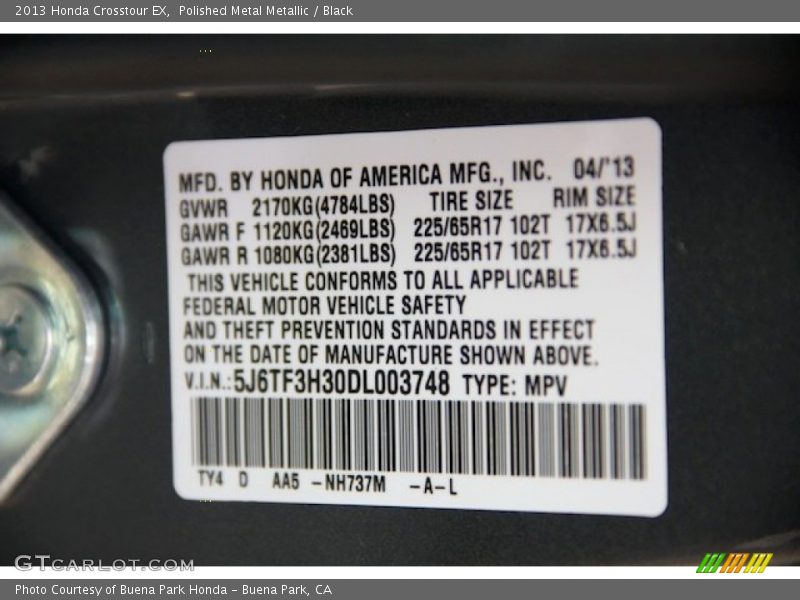 2013 Honda Crosstour EX, Polished Metal Metallic / Black
MFD. BY HONDA OF AMERICA MFG., INC. 04/'13
GVWR 2170KG(4784LBS) TIRE SIZE RIM SIZE
GAWR F 1120KG(2469LBS) 225/65R17 102T 17X6.5J
GAWR R 1080KG(2381LBS) 225/65R17 102T 17X6.5J
THIS VEHICLE CONFORMS TO ALL APPLICABLE
FEDERAL MOTOR VEHICLE SAFETY
AND THEFT PREVENTION STANDARDS IN EFFECT
ON THE DATE OF MANUFACTURE SHOWN ABOVE.
V.I.N.:5J6TF3H30DL003748 TYPE: MPV
TY4 D AA5 -NH737M -A-L
GTCARLOT.COM
Photo Courtesy of Buena Park Honda - Buena Park, CA